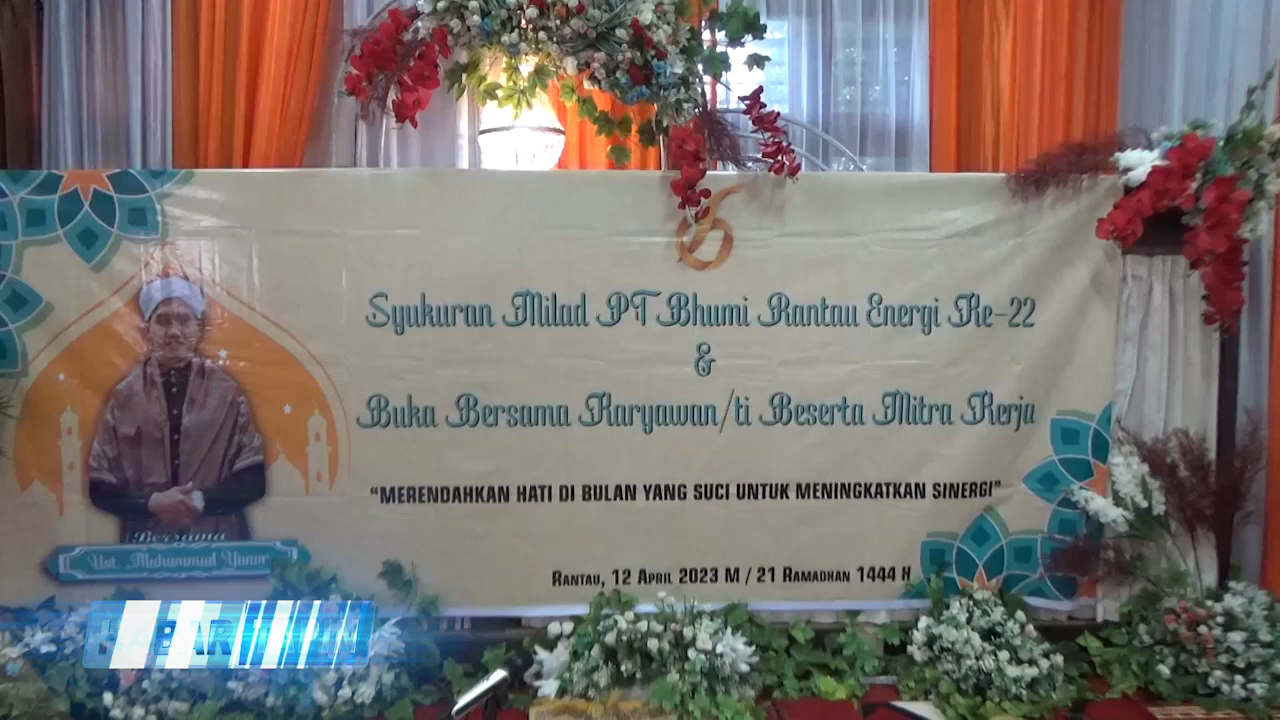 Syukuran Milad PT Bhumi Rantau Energi Ke-22
&
Buka Bersama Karyawan/ti Beserta Mitra Kerja
“MERENDAHKAN HATI DI BULAN YANG SUCI UNTUK MENINGKATKAN SINERGI”
RANTAU, 12 APRIL 2023 M / 21 RAMADHAN 1444 H
Bersama
Ust. Muhammad